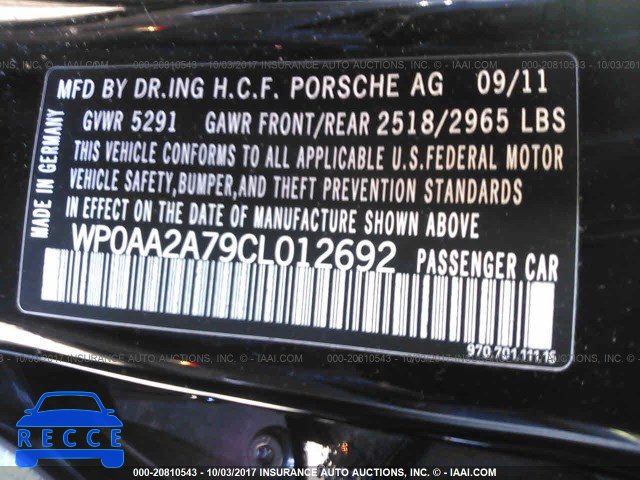 MFD BY DR.ING H.C.F. PORSCHE AG 09/11
GVWR 5291 GAWR FRONT/REAR 2518/2965 LBS
THIS VEHICLE CONFORMS TO ALL APPLICABLE U.S.FEDERAL MOTOR
VEHICLE SAFETY,BUMPER,AND THEFT PREVENTION STANDARDS
IN EFFECT ON THE DATE OF MANUFACTURE SHOWN ABOVE
MADE IN GERMANY
WP0AA2A79CL012692 PASSENGER CAR
970.701.111.15
RECCE
000-20810543 - 10/03/2017 INSURANCE AUTO AUCTIONS, INC. - © IAAI.COM